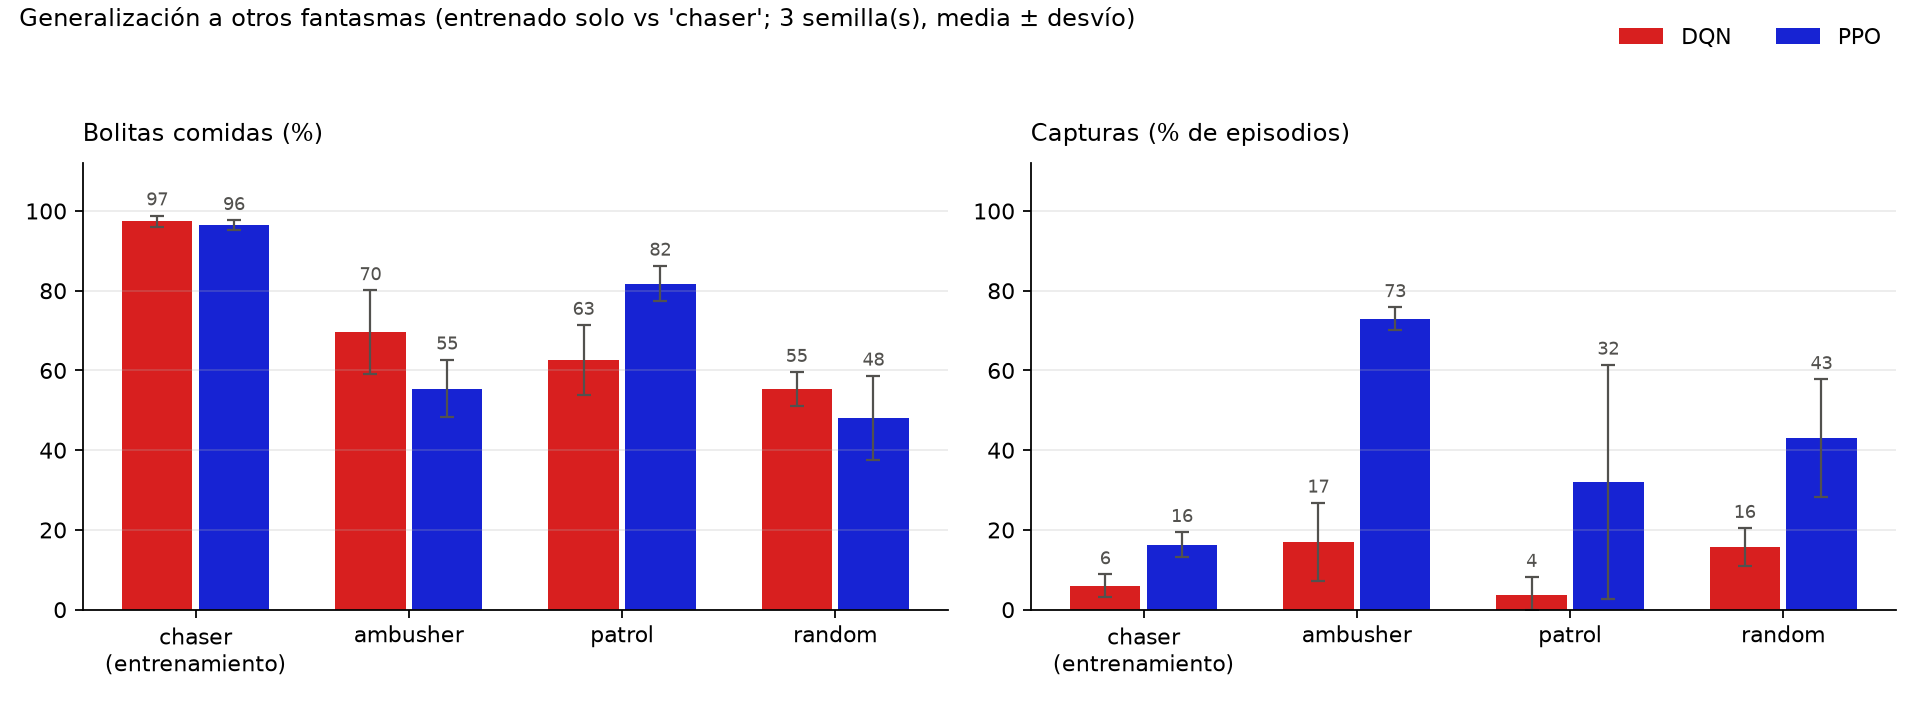 Generalización a otros fantasmas (entrenado solo vs 'chaser'; 3 semilla(s), media ± desvío)
DQN PPO
Bolitas comidas (%)
100
80
60
40
20
0
97 96
70 55
63 82
55 48
chaser
(entrenamiento)
ambusher
patrol
random
Capturas (% de episodios)
100
80
60
40
20
0
6 16
17 73
4 32
16 43
chaser
(entrenamiento)
ambusher
patrol
random